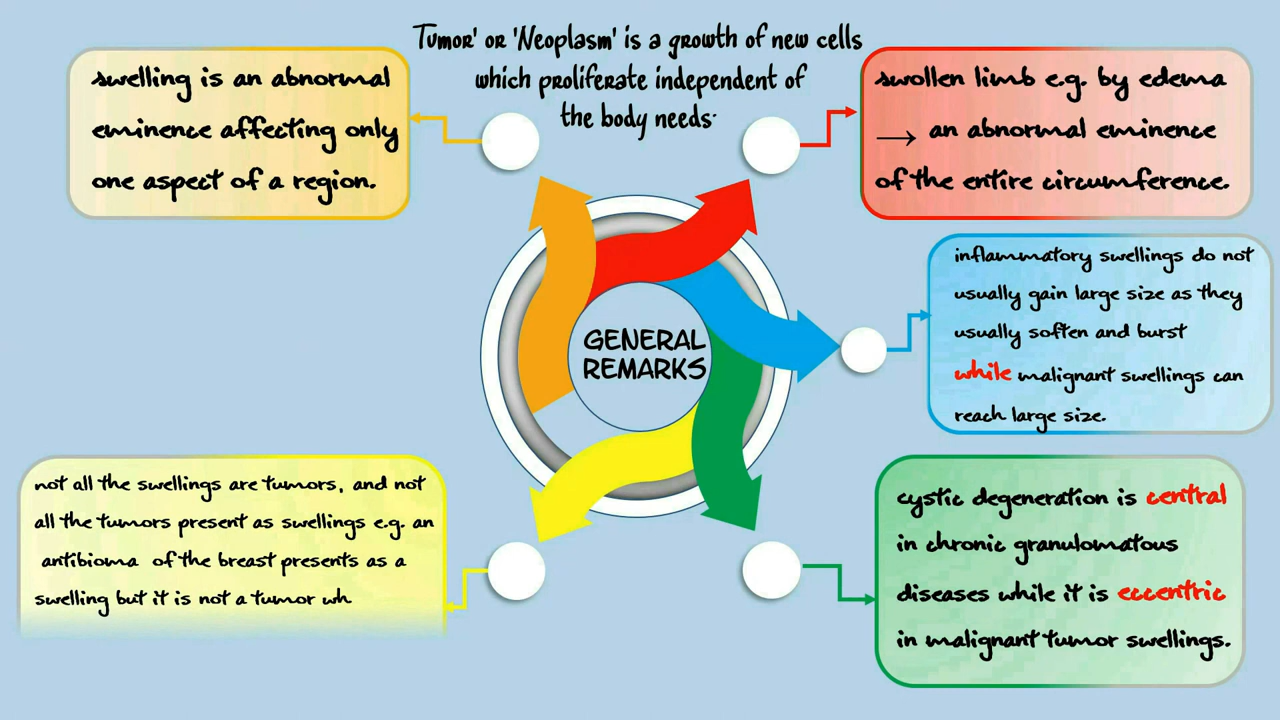 Tumor' or 'Neoplasm' is a growth of new cells
which proliferate independent of
the body needs.
swelling is an abnormal
eminence affecting only
one aspect of a region.
swollen limb e.g. by edema
→ an abnormal eminence
of the entire circumference.
inflammatory swellings do not
usually gain large size as they
usually soften and burst
while malignant swellings can
reach large size.
GENERAL
REMARKS
cystic degeneration is central
in chronic granulomatous
diseases while it is eccentric
in malignant tumor swellings.
not all the swellings are tumors, and not
all the tumors present as swellings e.g. an
antibioma of the breast presents as a
swelling but it is not a tumor wh